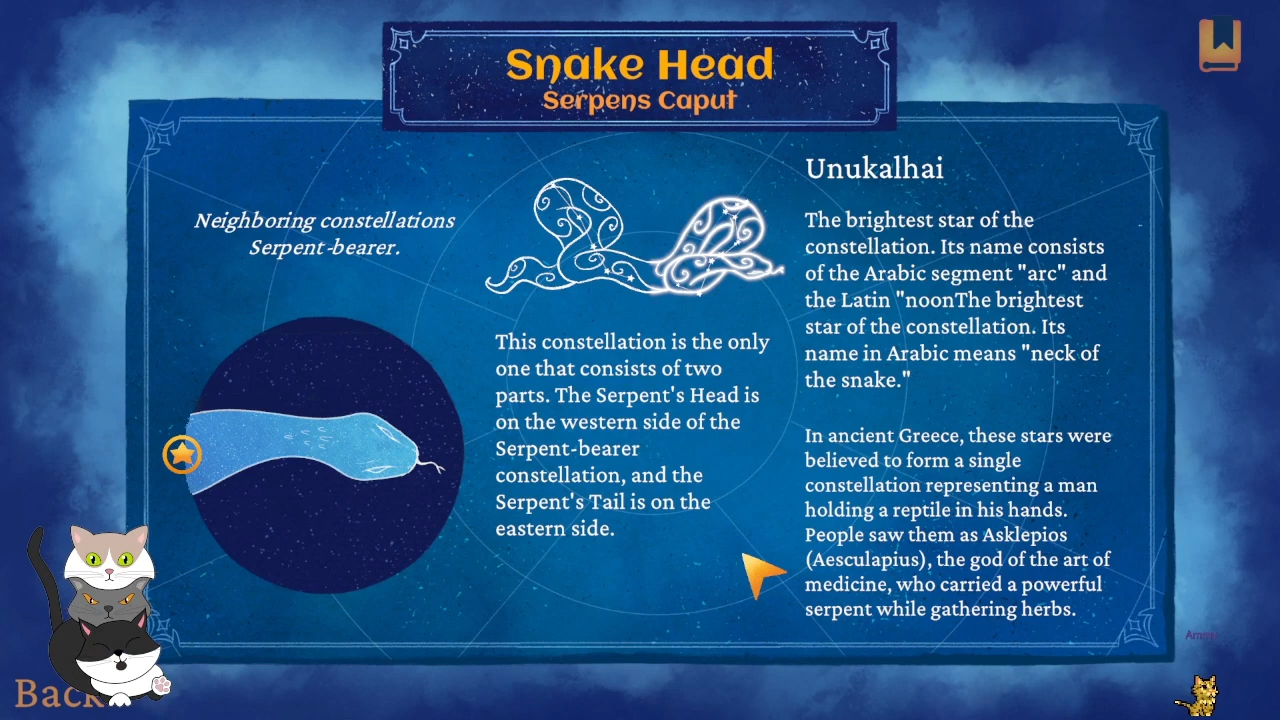 Snake Head
Serpens Caput
Neighboring constellations
Serpent-bearer.
This constellation is the only
one that consists of two
parts. The Serpent's Head is
on the western side of the
Serpent-bearer
constellation, and the
Serpent's Tail is on the
eastern side.
Unukalhai
The brightest star of the
constellation. Its name consists
of the Arabic segment "arc" and
the Latin "noonThe brightest
star of the constellation. Its
name in Arabic means "neck of
the snake."
In ancient Greece, these stars were
believed to form a single
constellation representing a man
holding a reptile in his hands.
People saw them as Asklepios
(Aesculapius), the god of the art of
medicine, who carried a powerful
serpent while gathering herbs.
Back